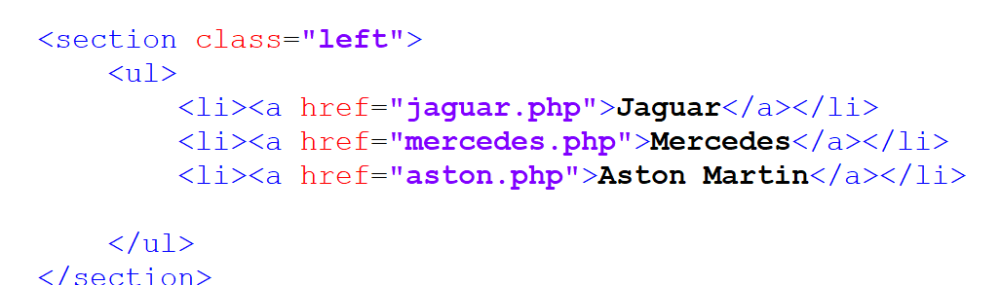 <section class="left">
<ul>
<li><a href="jaguar.php">Jaguar</a></li>
<li><a href="mercedes.php">Mercedes</a></li>
<li><a href="aston.php">Aston Martin</a></li>
</ul>
</section>